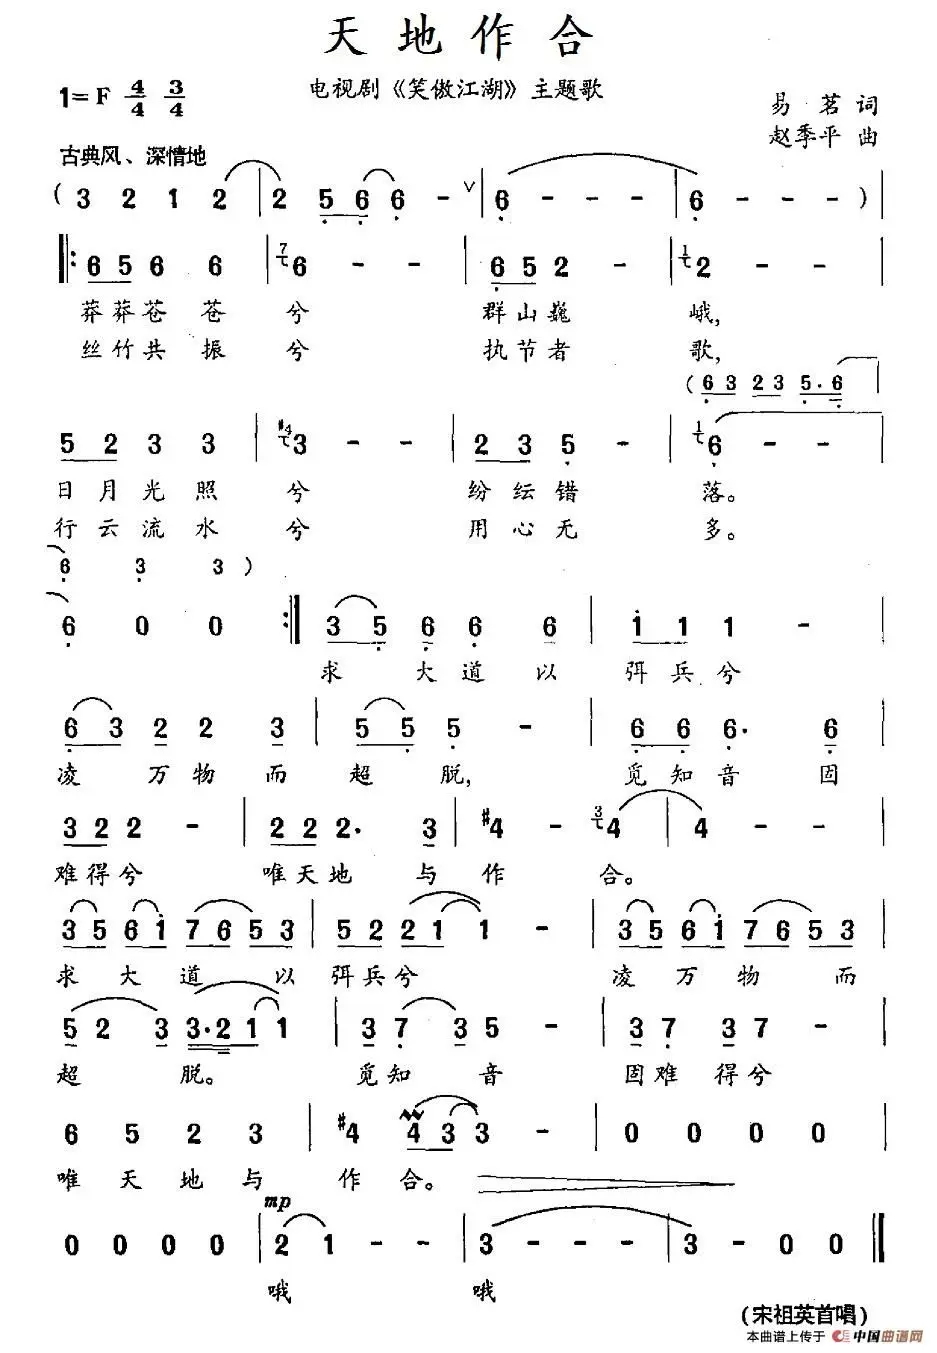 天地作合
电视剧《笑傲江湖》主题歌
1=F 4/4 3/4
易茗 词
赵季平 曲
古典风、深情地
( 3 2 1 2 | 2 5 6 6 - ∨ | 6 - - - | 6 - - - ) |
‖: 6 5 6 6 | 7 6 - - | 6 5 2 - | 1 2 - - |
莽莽苍苍兮 群山巍峨,
丝竹共振兮 执节者歌,
( 6 3 2 3 5· 6 |
5 2 3 3 | #4 3 - - | 2 3 5 - | 1 6 - - |
日月光照兮 纷纭错落。
行云流水兮 用心无多。
6 3 3 )
6 0 0 :‖ 3 5 6 6 6 | 1 1 1 - |
求大道以 弭兵兮
6 3 2 2 3 | 5 5 5 - | 6 6 6· 6 |
凌万物而 超脱, 觅知音固
3 2 2 - | 2 2 2· 3 | #4 - 3 4 | 4 - - |
难得兮 唯天地与作合。
3 5 6 1 7 6 5 3 | 5 2 2 1 1 - | 3 5 6 1 7 6 5 3 |
求大道以 弭兵兮 凌万物而
5 2 3 3·2 1 1 | 3 7 3 5 - | 3 7 3 7 - |
超脱。 觅知音 固难得兮
6 5 2 3 | #4 4 3 3 - | 0 0 0 0 |
唯天地与 作合。
mp
0 0 0 0 | 2 1 - - | 3 - - - | 3 - 0 0 ‖
哦 哦
(宋祖英首唱)
本曲谱上传于 中国曲谱网